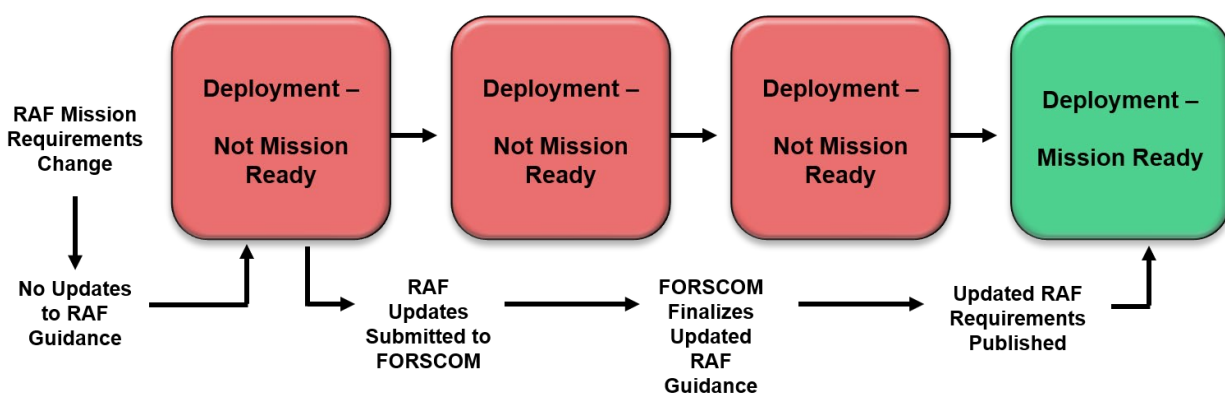 RAF Mission
Requirements
Change
No Updates
to RAF
Guidance
Deployment –
Not Mission
Ready
RAF
Updates
Submitted to
FORSCOM
Deployment –
Not Mission
Ready
FORSCOM
Finalizes
Updated
RAF
Guidance
Deployment –
Not Mission
Ready
Updated RAF
Requirements
Published
Deployment –
Mission Ready